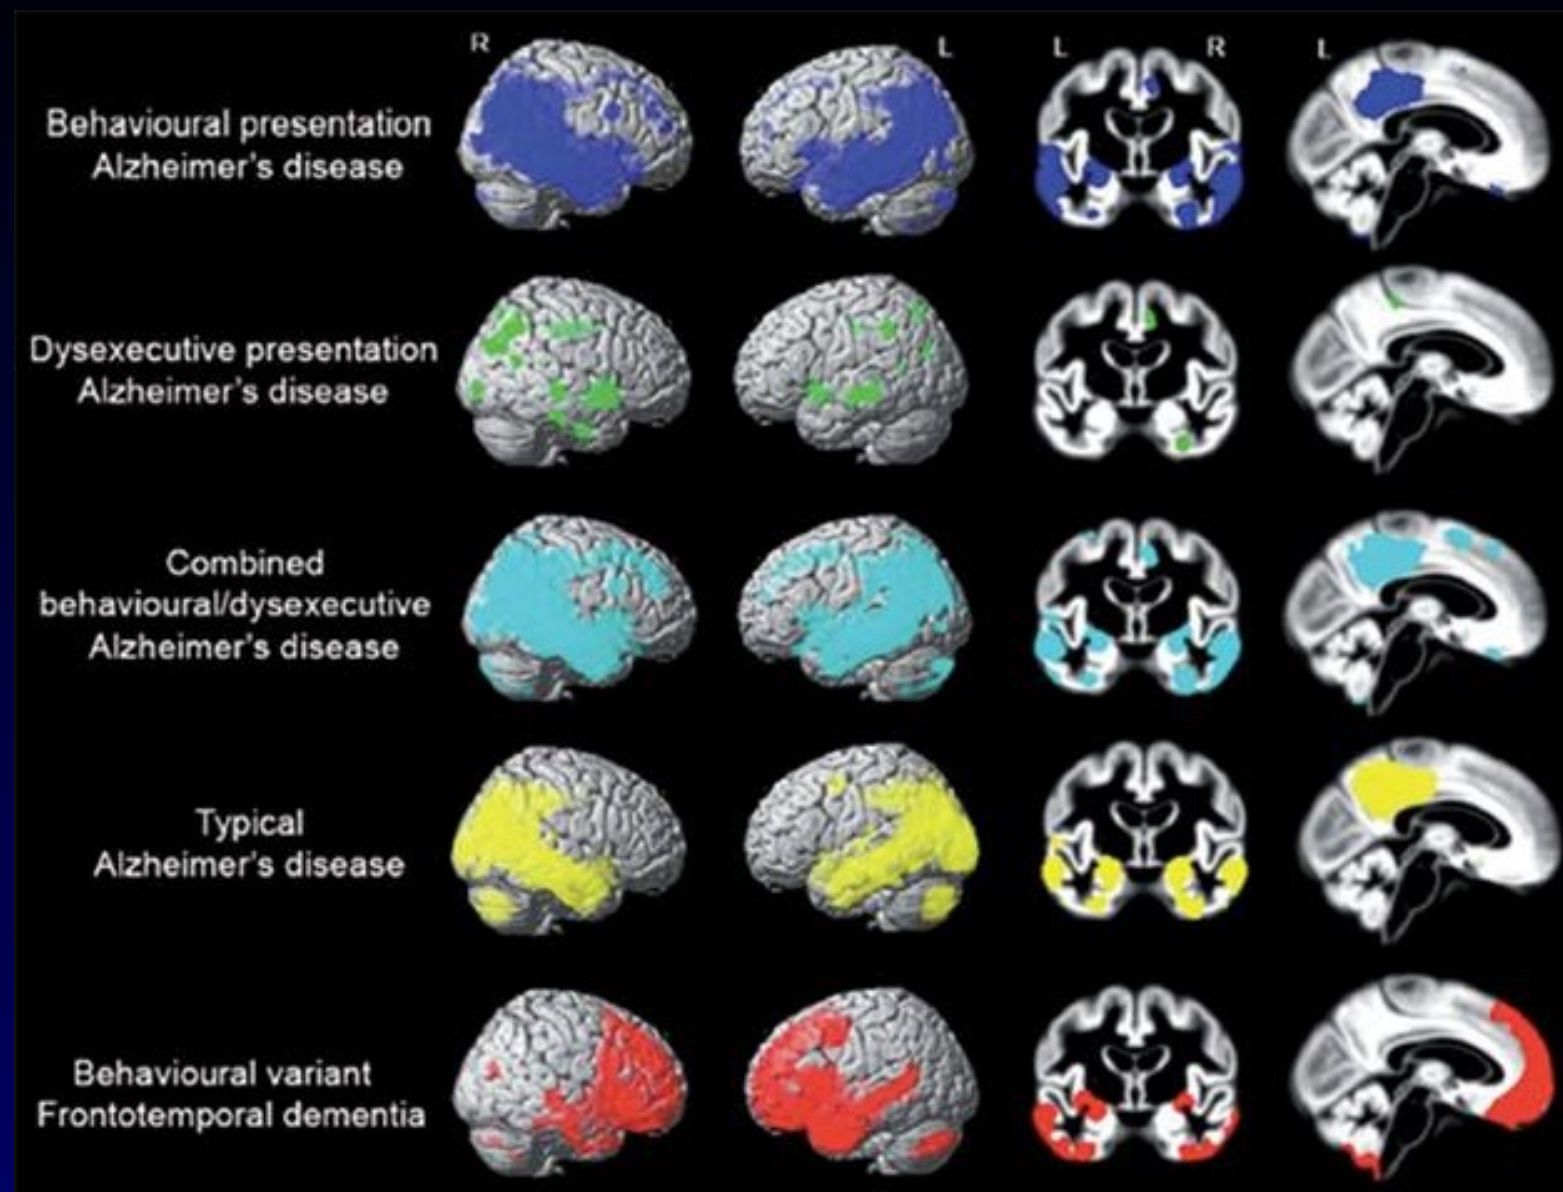 R
L
L
R
L
Behavioural presentation
Alzheimer's disease
Dysexecutive presentation
Alzheimer's disease
Combined
behavioural/dysexecutive
Alzheimer's disease
Typical
Alzheimer's disease
Behavioural variant
Frontotemporal dementia